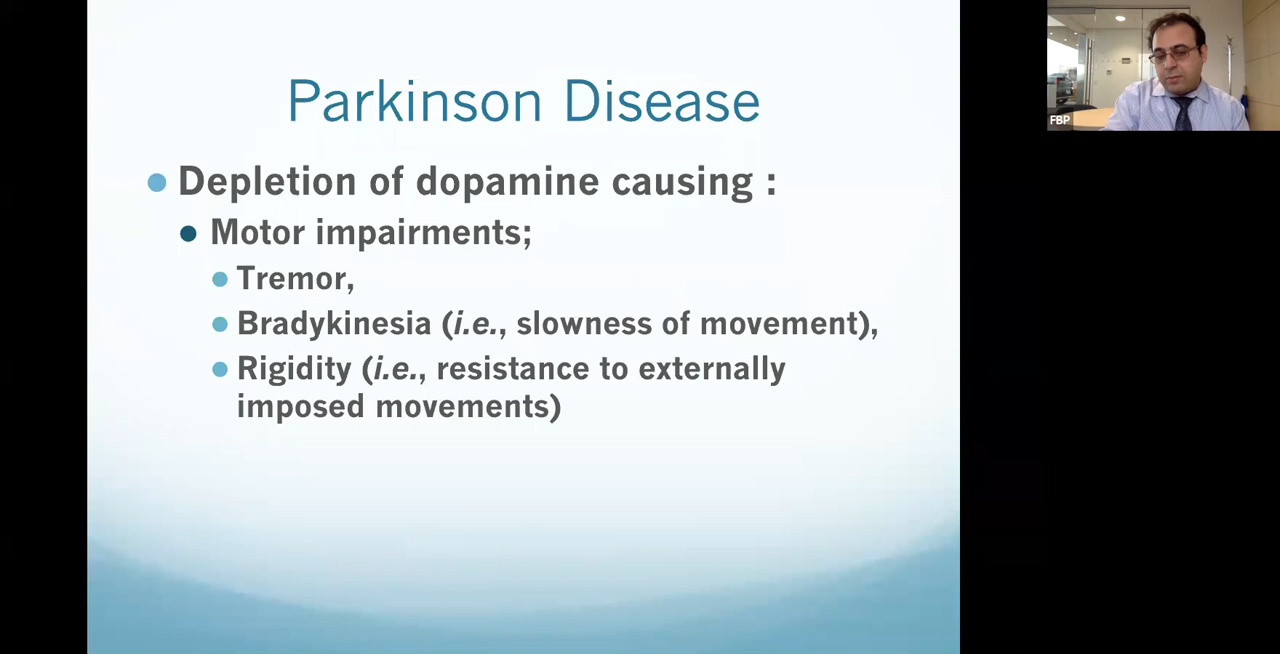 Parkinson Disease
Depletion of dopamine causing :
Motor impairments;
Tremor,
Bradykinesia (i.e., slowness of movement),
Rigidity (i.e., resistance to externally
imposed movements)
FBP